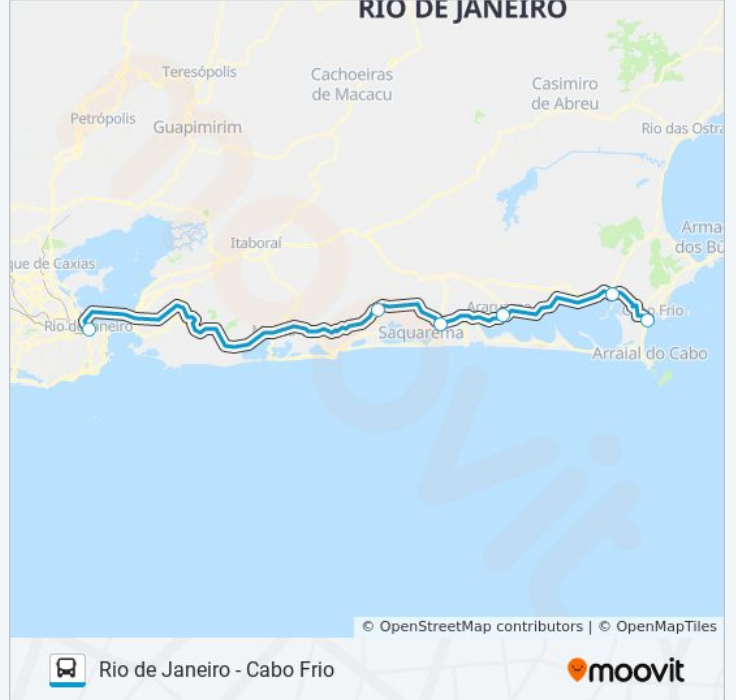 RIO DE JANEIRO
Teresópolis
Cachoeiras
de Macacu
Casimiro
de Abreu
Petrópolis
Guapimirim
Rio das Ostra
Itaboraí
Arma
dos Bú
que de Caxias
Rio de Janeiro
Araruama
Cabo Frio
Saquarema
Arraial do Cabo
moovit
© OpenStreetMap contributors | © OpenMapTiles
Rio de Janeiro - Cabo Frio
moovit